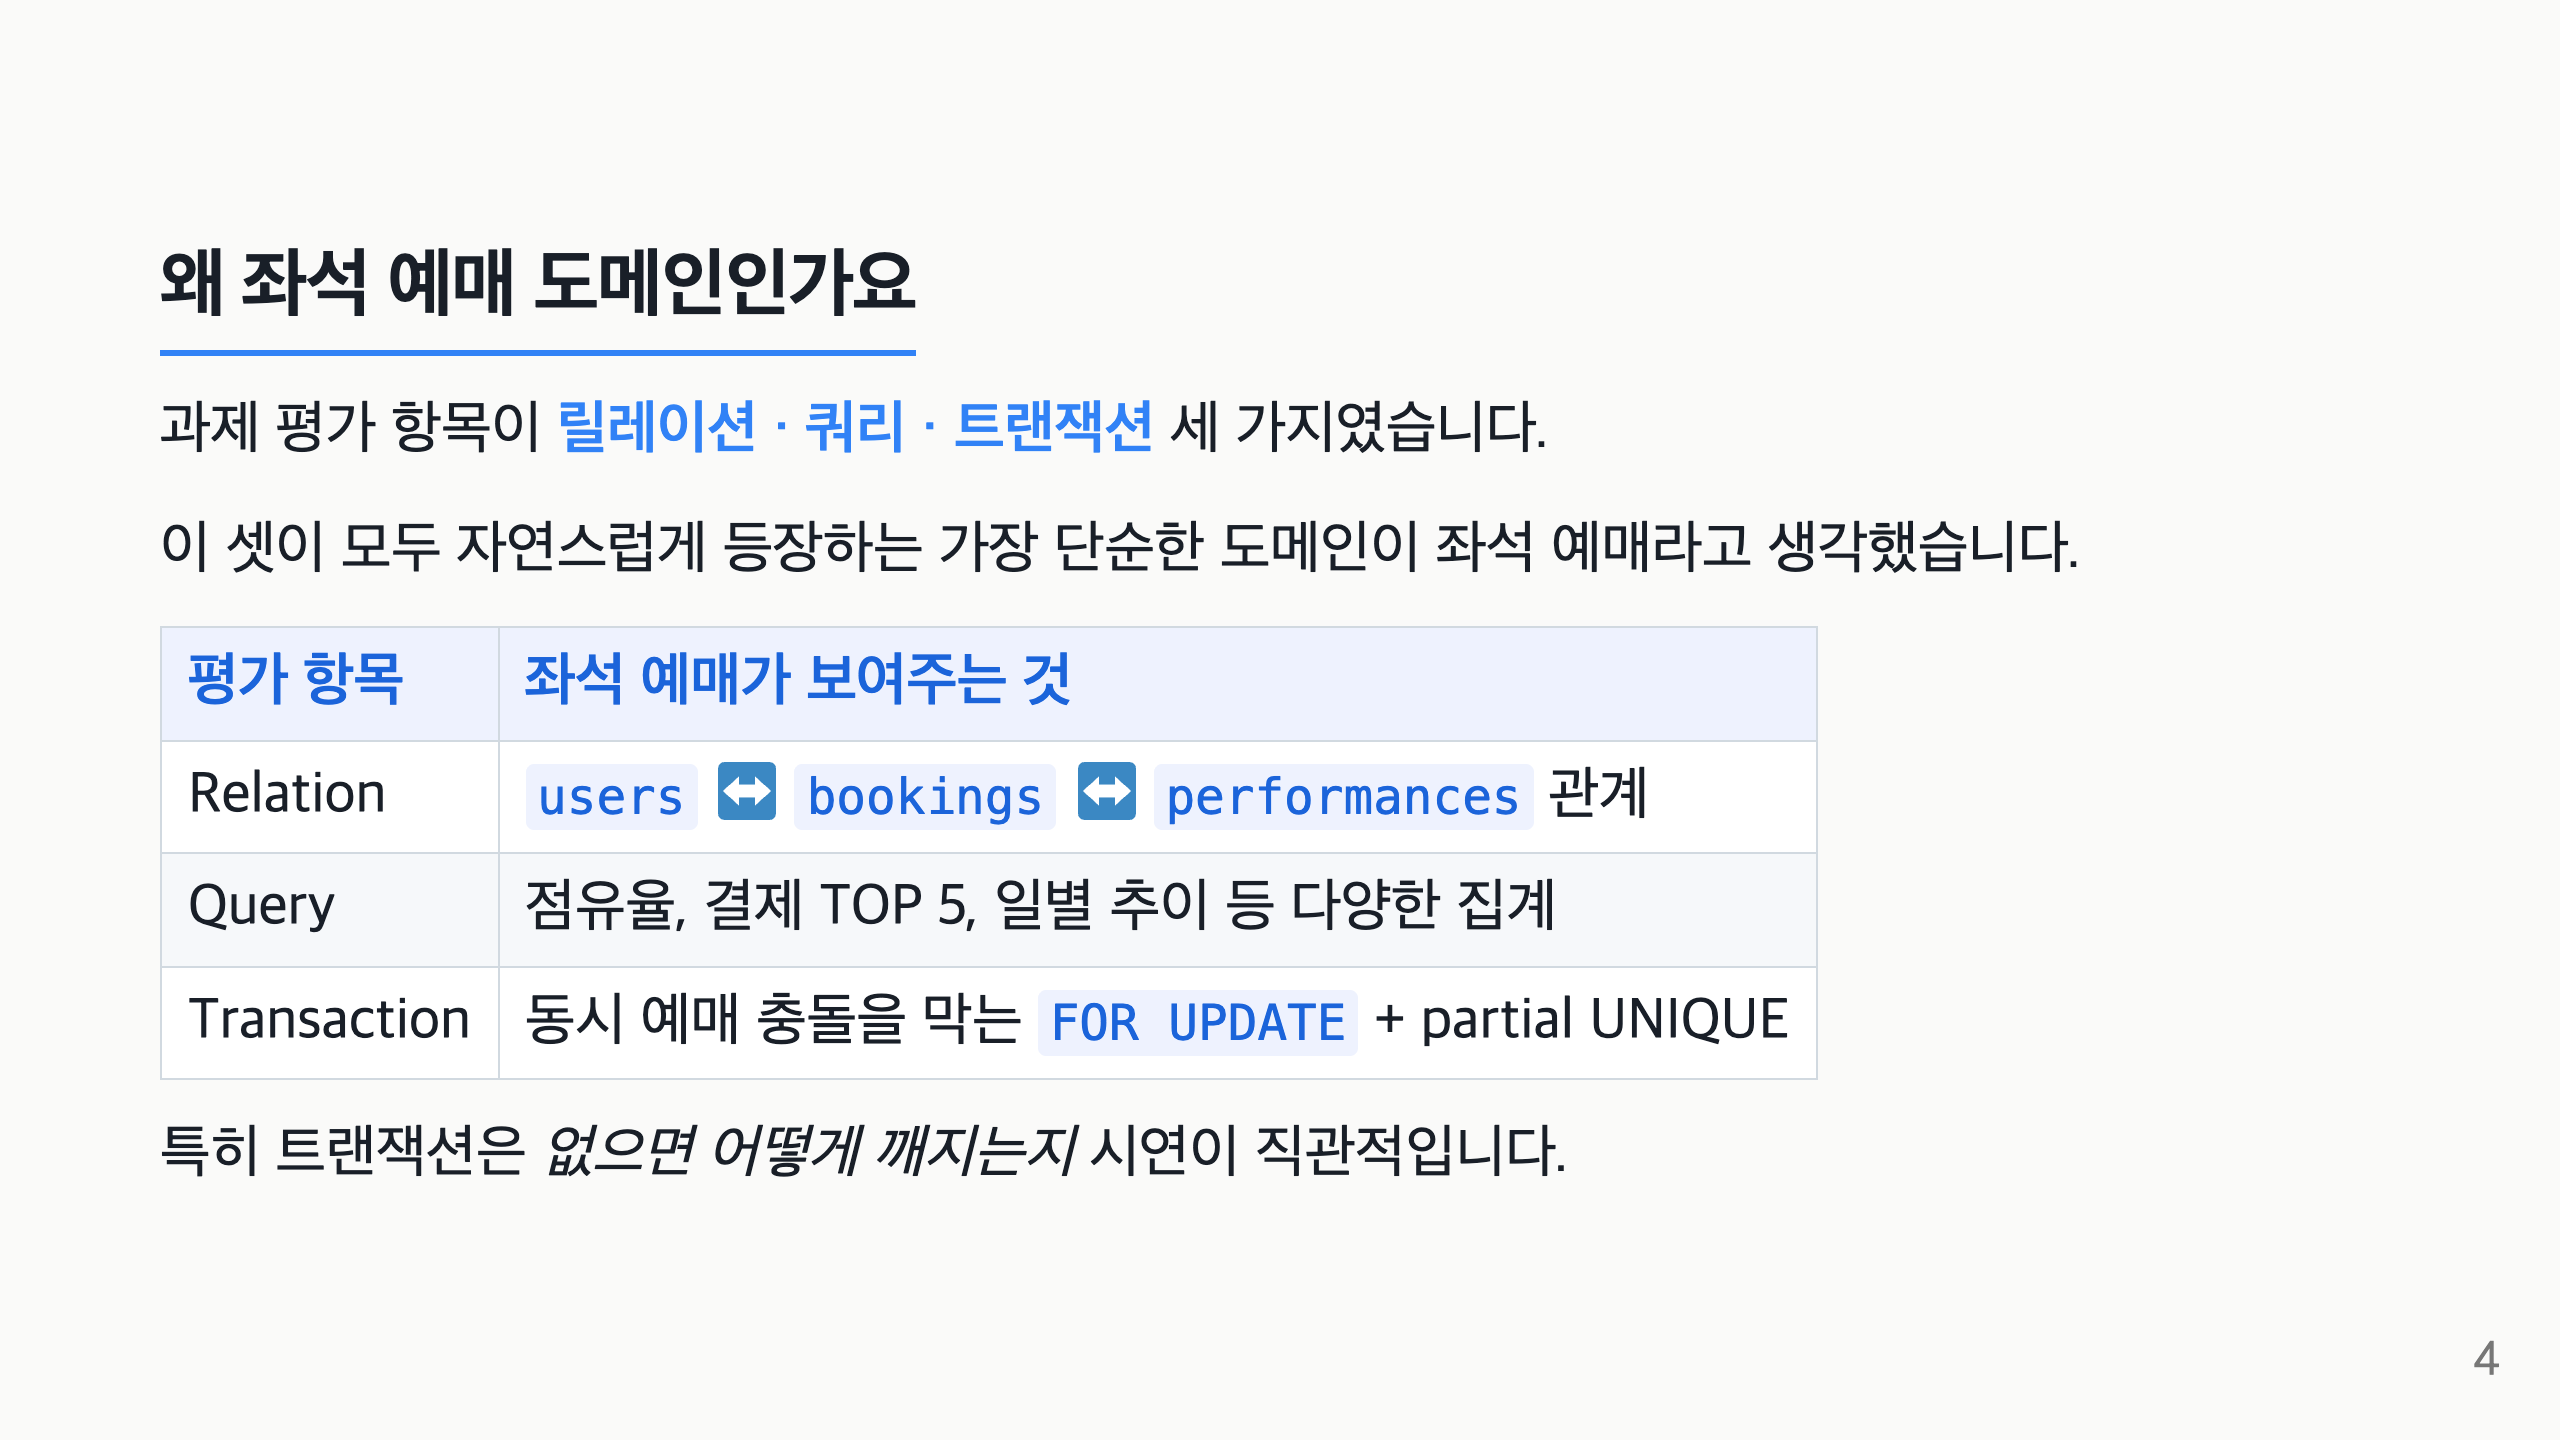 왜 좌석 예매 도메인인가요
과제 평가 항목이 릴레이션 · 쿼리 · 트랜잭션 세 가지였습니다.
이 셋이 모두 자연스럽게 등장하는 가장 단순한 도메인이 좌석 예매라고 생각했습니다.
평가 항목 좌석 예매가 보여주는 것
Relation users ↔️ bookings ↔️ performances 관계
Query 점유율, 결제 TOP 5, 일별 추이 등 다양한 집계
Transaction 동시 예매 충돌을 막는 FOR UPDATE + partial UNIQUE
특히 트랜잭션은 없으면 어떻게 깨지는지 시연이 직관적입니다.
4